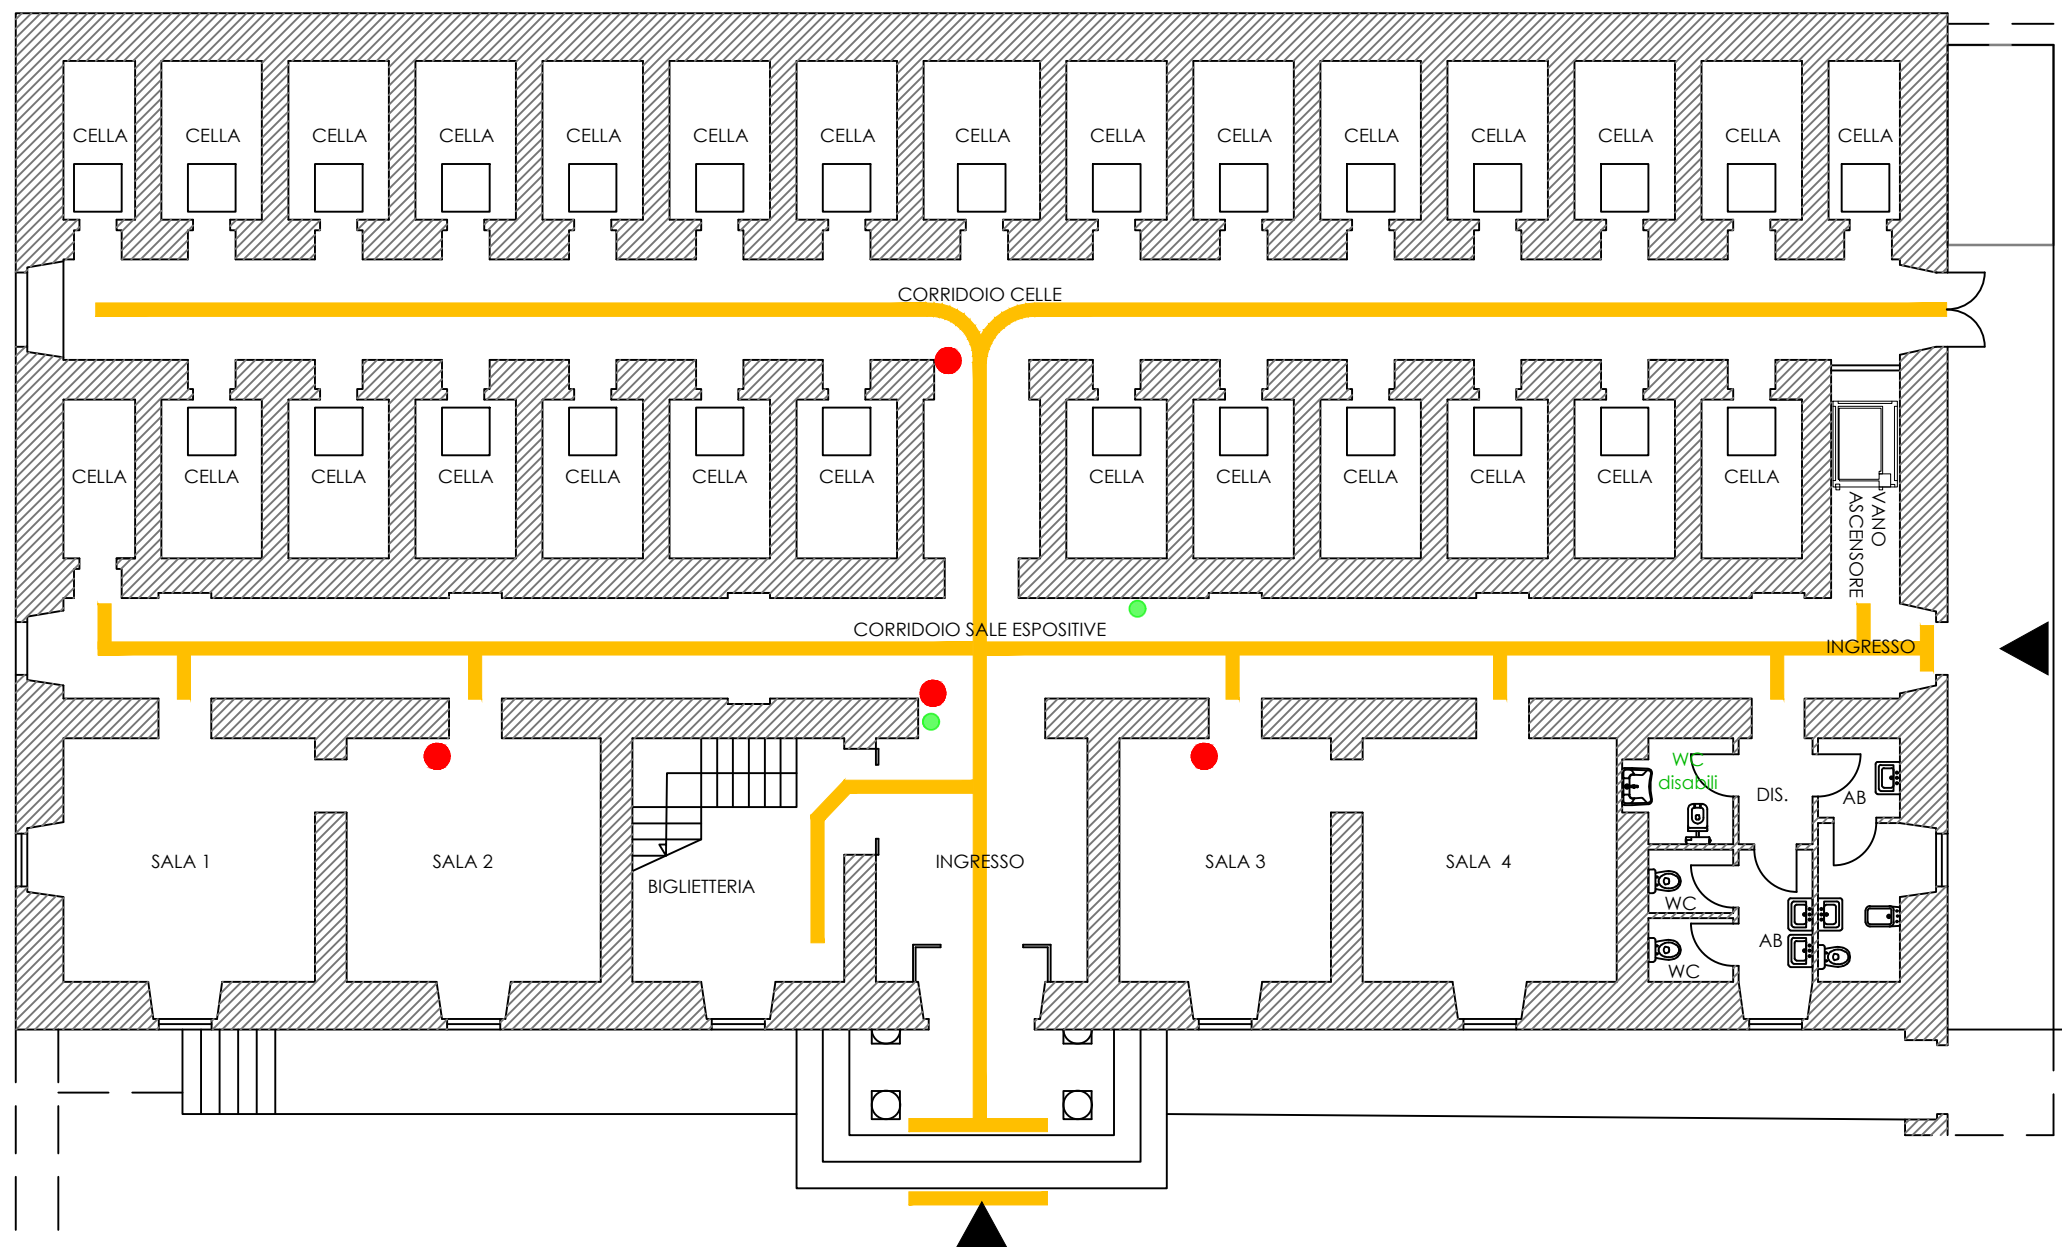 CELLA CELLA CELLA CELLA CELLA CELLA CELLA CELLA CELLA CELLA CELLA CELLA CELLA CELLA CELLA
CORRIDOIO CELLE
CELLA CELLA CELLA CELLA CELLA CELLA CELLA CELLA CELLA CELLA CELLA CELLA CELLA
VANO
ASCENSORE
CORRIDOIO SALE ESPOSITIVE
INGRESSO
WC
disabili
DIS.
AB
SALA 1
SALA 2
BIGLIETTERIA
INGRESSO
SALA 3
SALA 4
WC
AB
WC